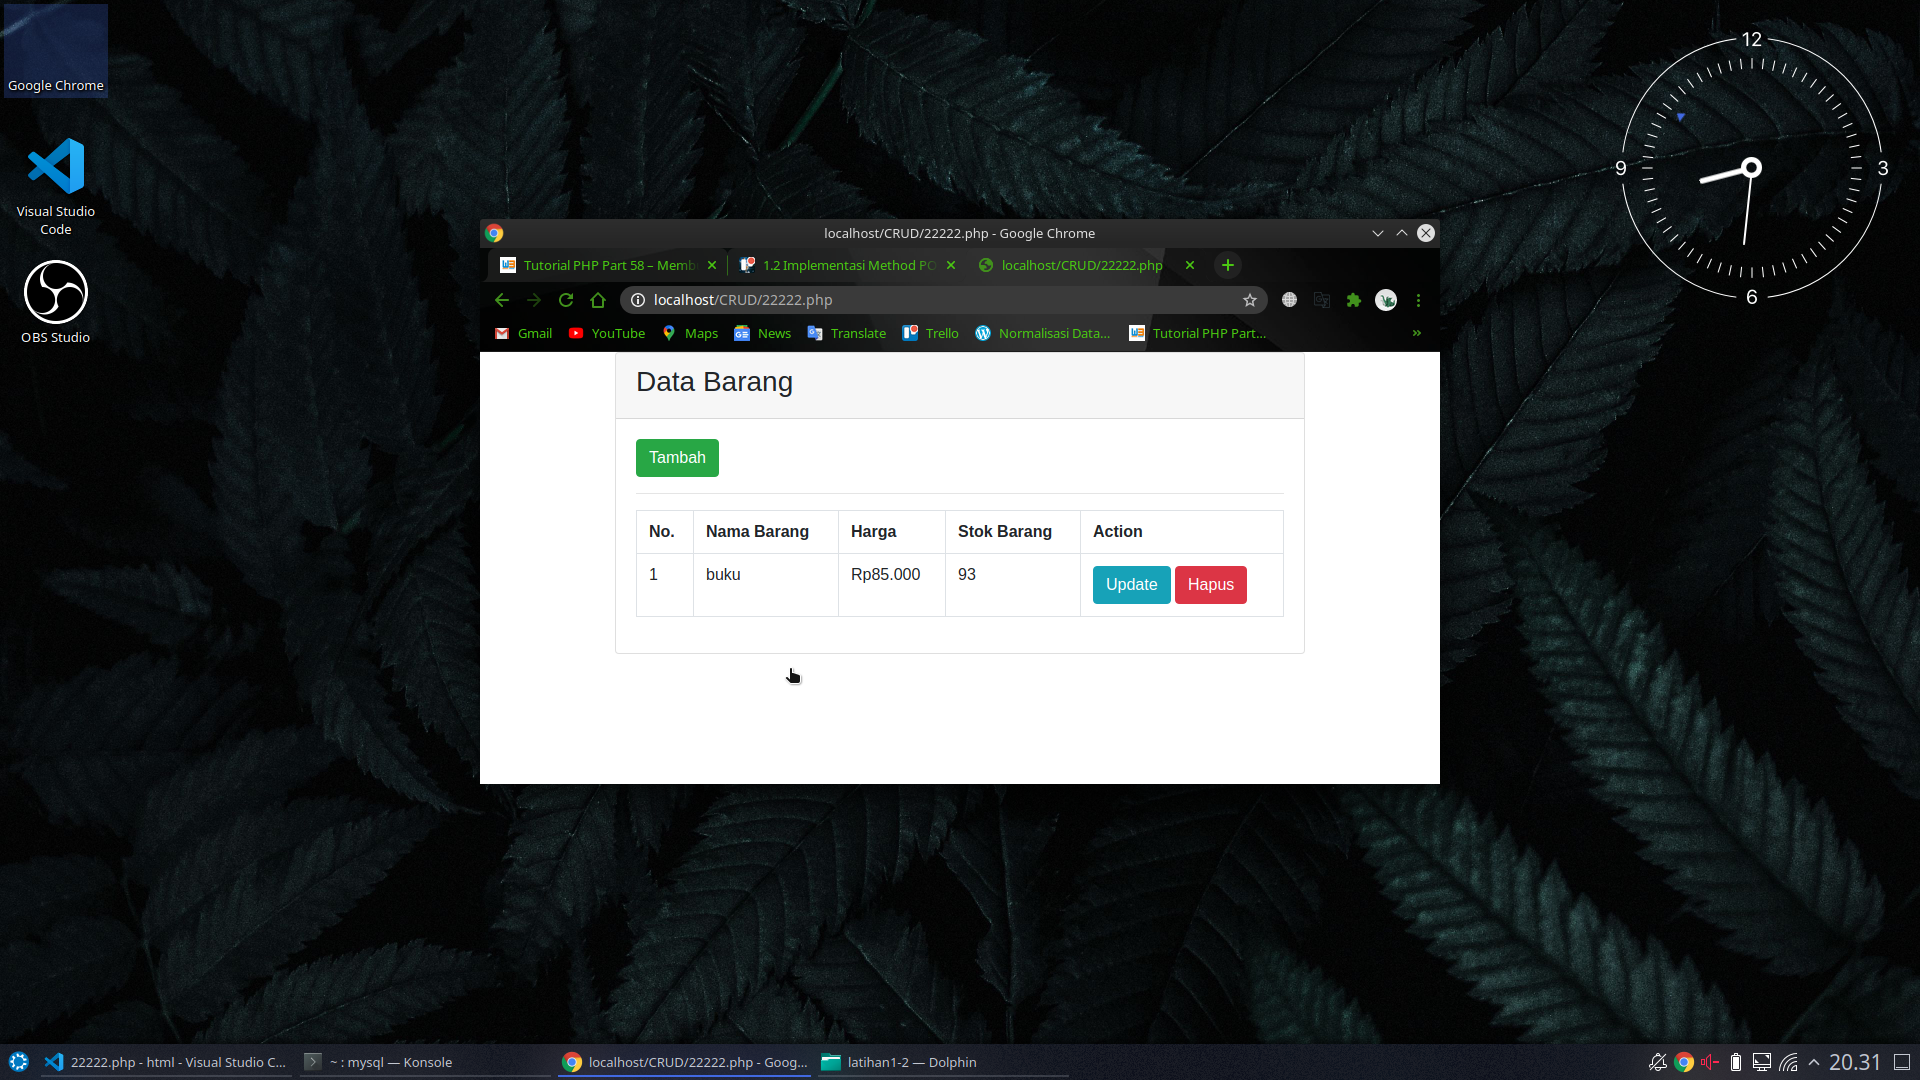 Google Chrome
Visual Studio
Code
OBS Studio
12
9
3
6
localhost/CRUD/22222.php - Google Chrome
Tutorial PHP Part 58 – Memb
1.2 Implementasi Method PO
localhost/CRUD/22222.php
localhost/CRUD/22222.php
Gmail
YouTube
Maps
News
Translate
Trello
Normalisasi Data...
Tutorial PHP Part...
»
Data Barang
Tambah
No. Nama Barang Harga Stok Barang Action
1 buku Rp85.000 93 Update Hapus
22222.php - html - Visual Studio C...
~ : mysql — Konsole
localhost/CRUD/22222.php - Goog...
latihan1-2 — Dolphin
20.31